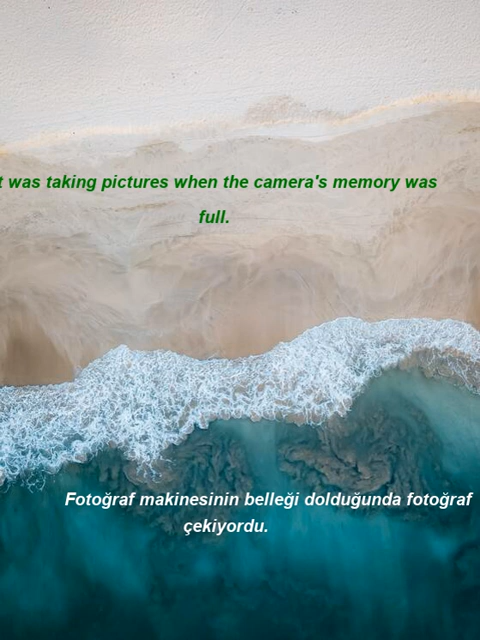 was taking pictures when the camera's memory was
full.
Fotoğraf makinesinin belleği dolduğunda fotoğraf
çekiyordu.